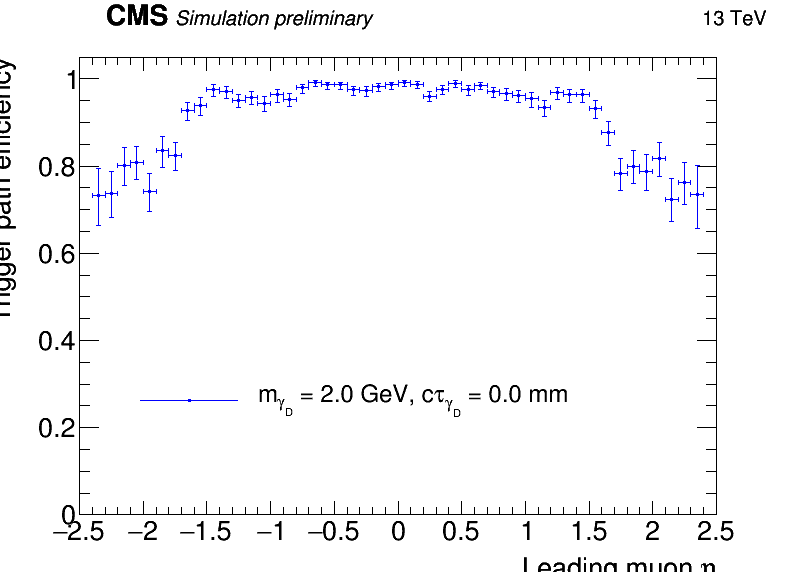 CMS Simulation preliminary 13 TeV
Trigger path efficiency
1
0.8
0.6
0.4
0.2
0
mγD = 2.0 GeV, cτγD = 0.0 mm
−2.5 −2 −1.5 −1 −0.5 0 0.5 1 1.5 2 2.5
Leading muon η